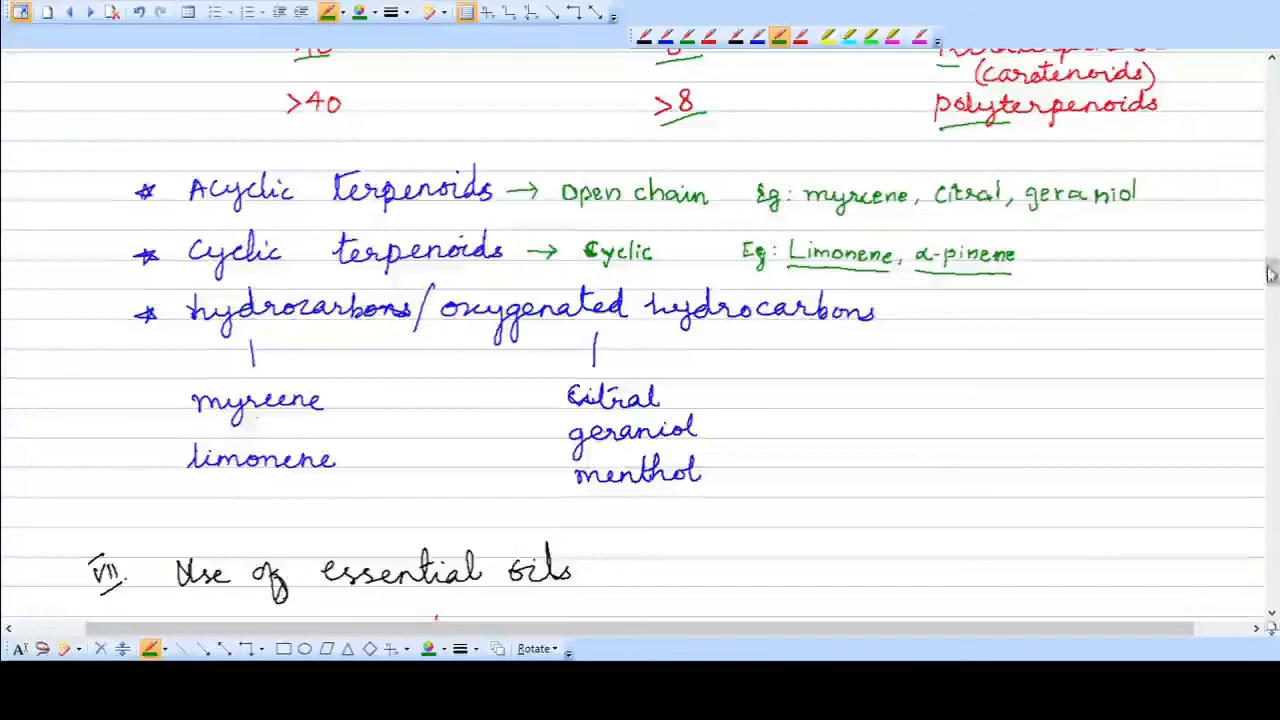 (carotenoids)
>40 >8 polyterpenoids
* Acyclic terpenoids → Open chain Eg: myrcene, Citral, geraniol
* Cyclic terpenoids → Cyclic Eg: Limonene, α-pinene
* hydrocarbons/oxygenated hydrocarbons
myrcene Citral
geraniol
limonene menthol
VII. Use of essential oils
Rotate